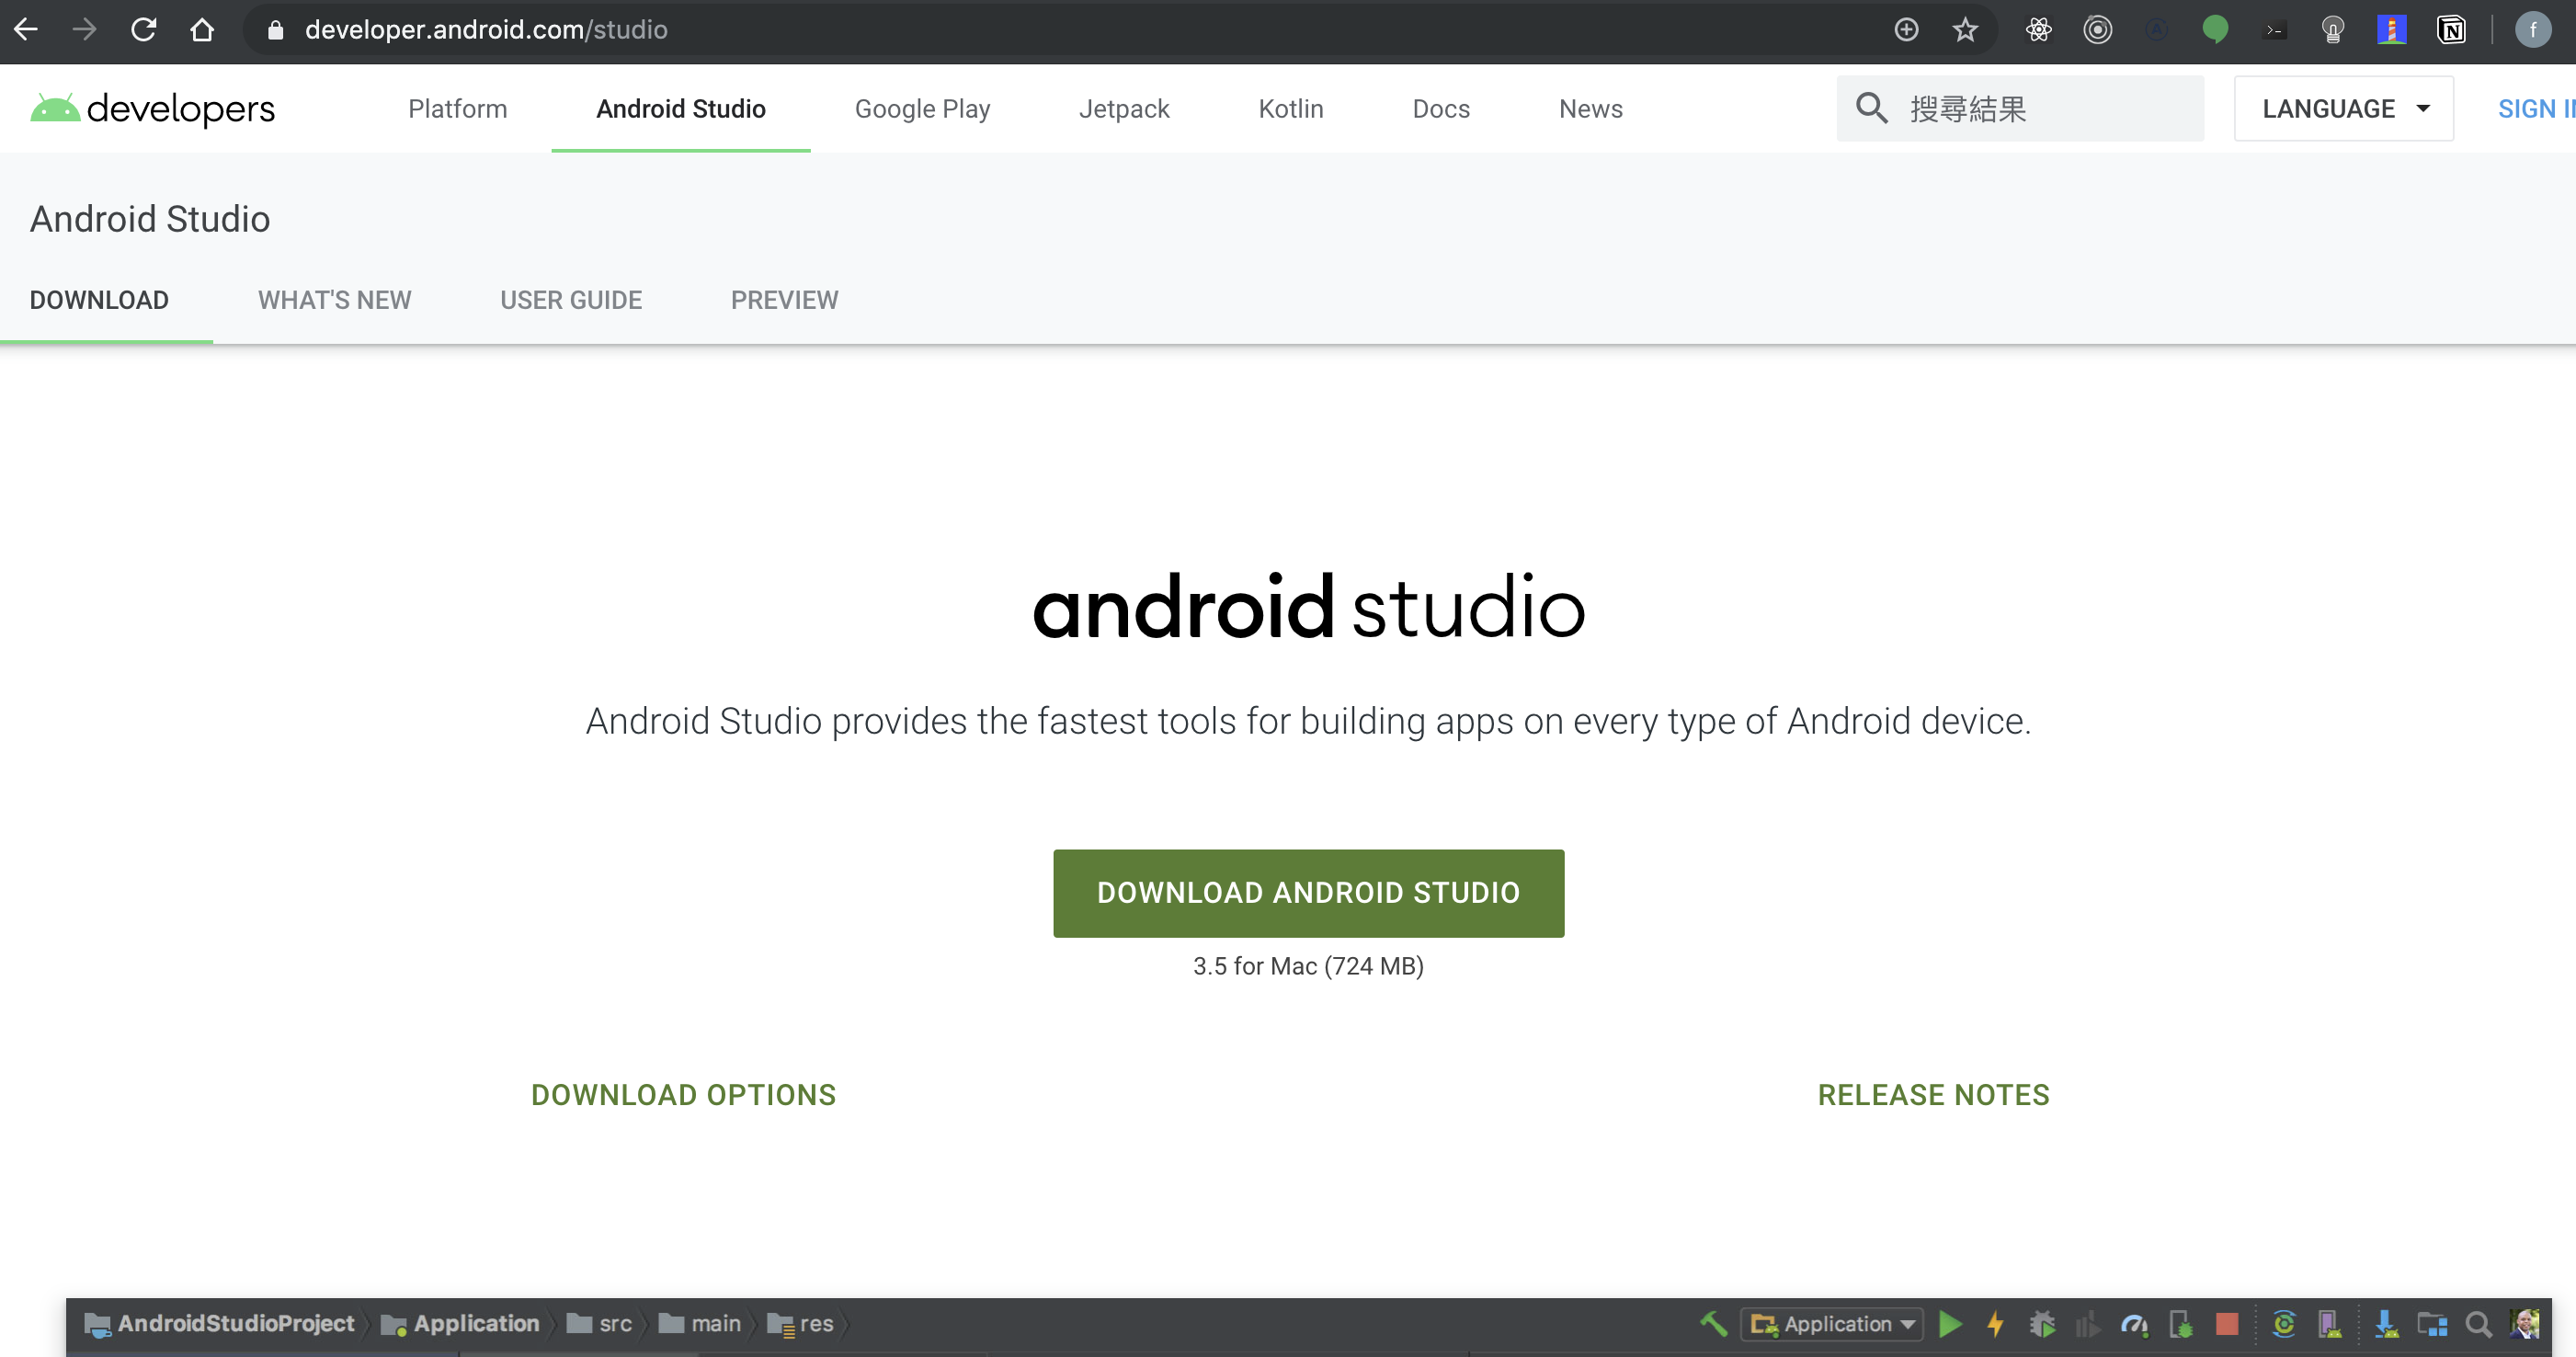 developer.android.com/studio
f
developers
Platform
Android Studio
Google Play
Jetpack
Kotlin
Docs
News
搜尋結果
LANGUAGE
SIGN IN
Android Studio
DOWNLOAD
WHAT'S NEW
USER GUIDE
PREVIEW
android studio
Android Studio provides the fastest tools for building apps on every type of Android device.
DOWNLOAD ANDROID STUDIO
3.5 for Mac (724 MB)
DOWNLOAD OPTIONS
RELEASE NOTES
AndroidStudioProject
Application
src
main
res
Application